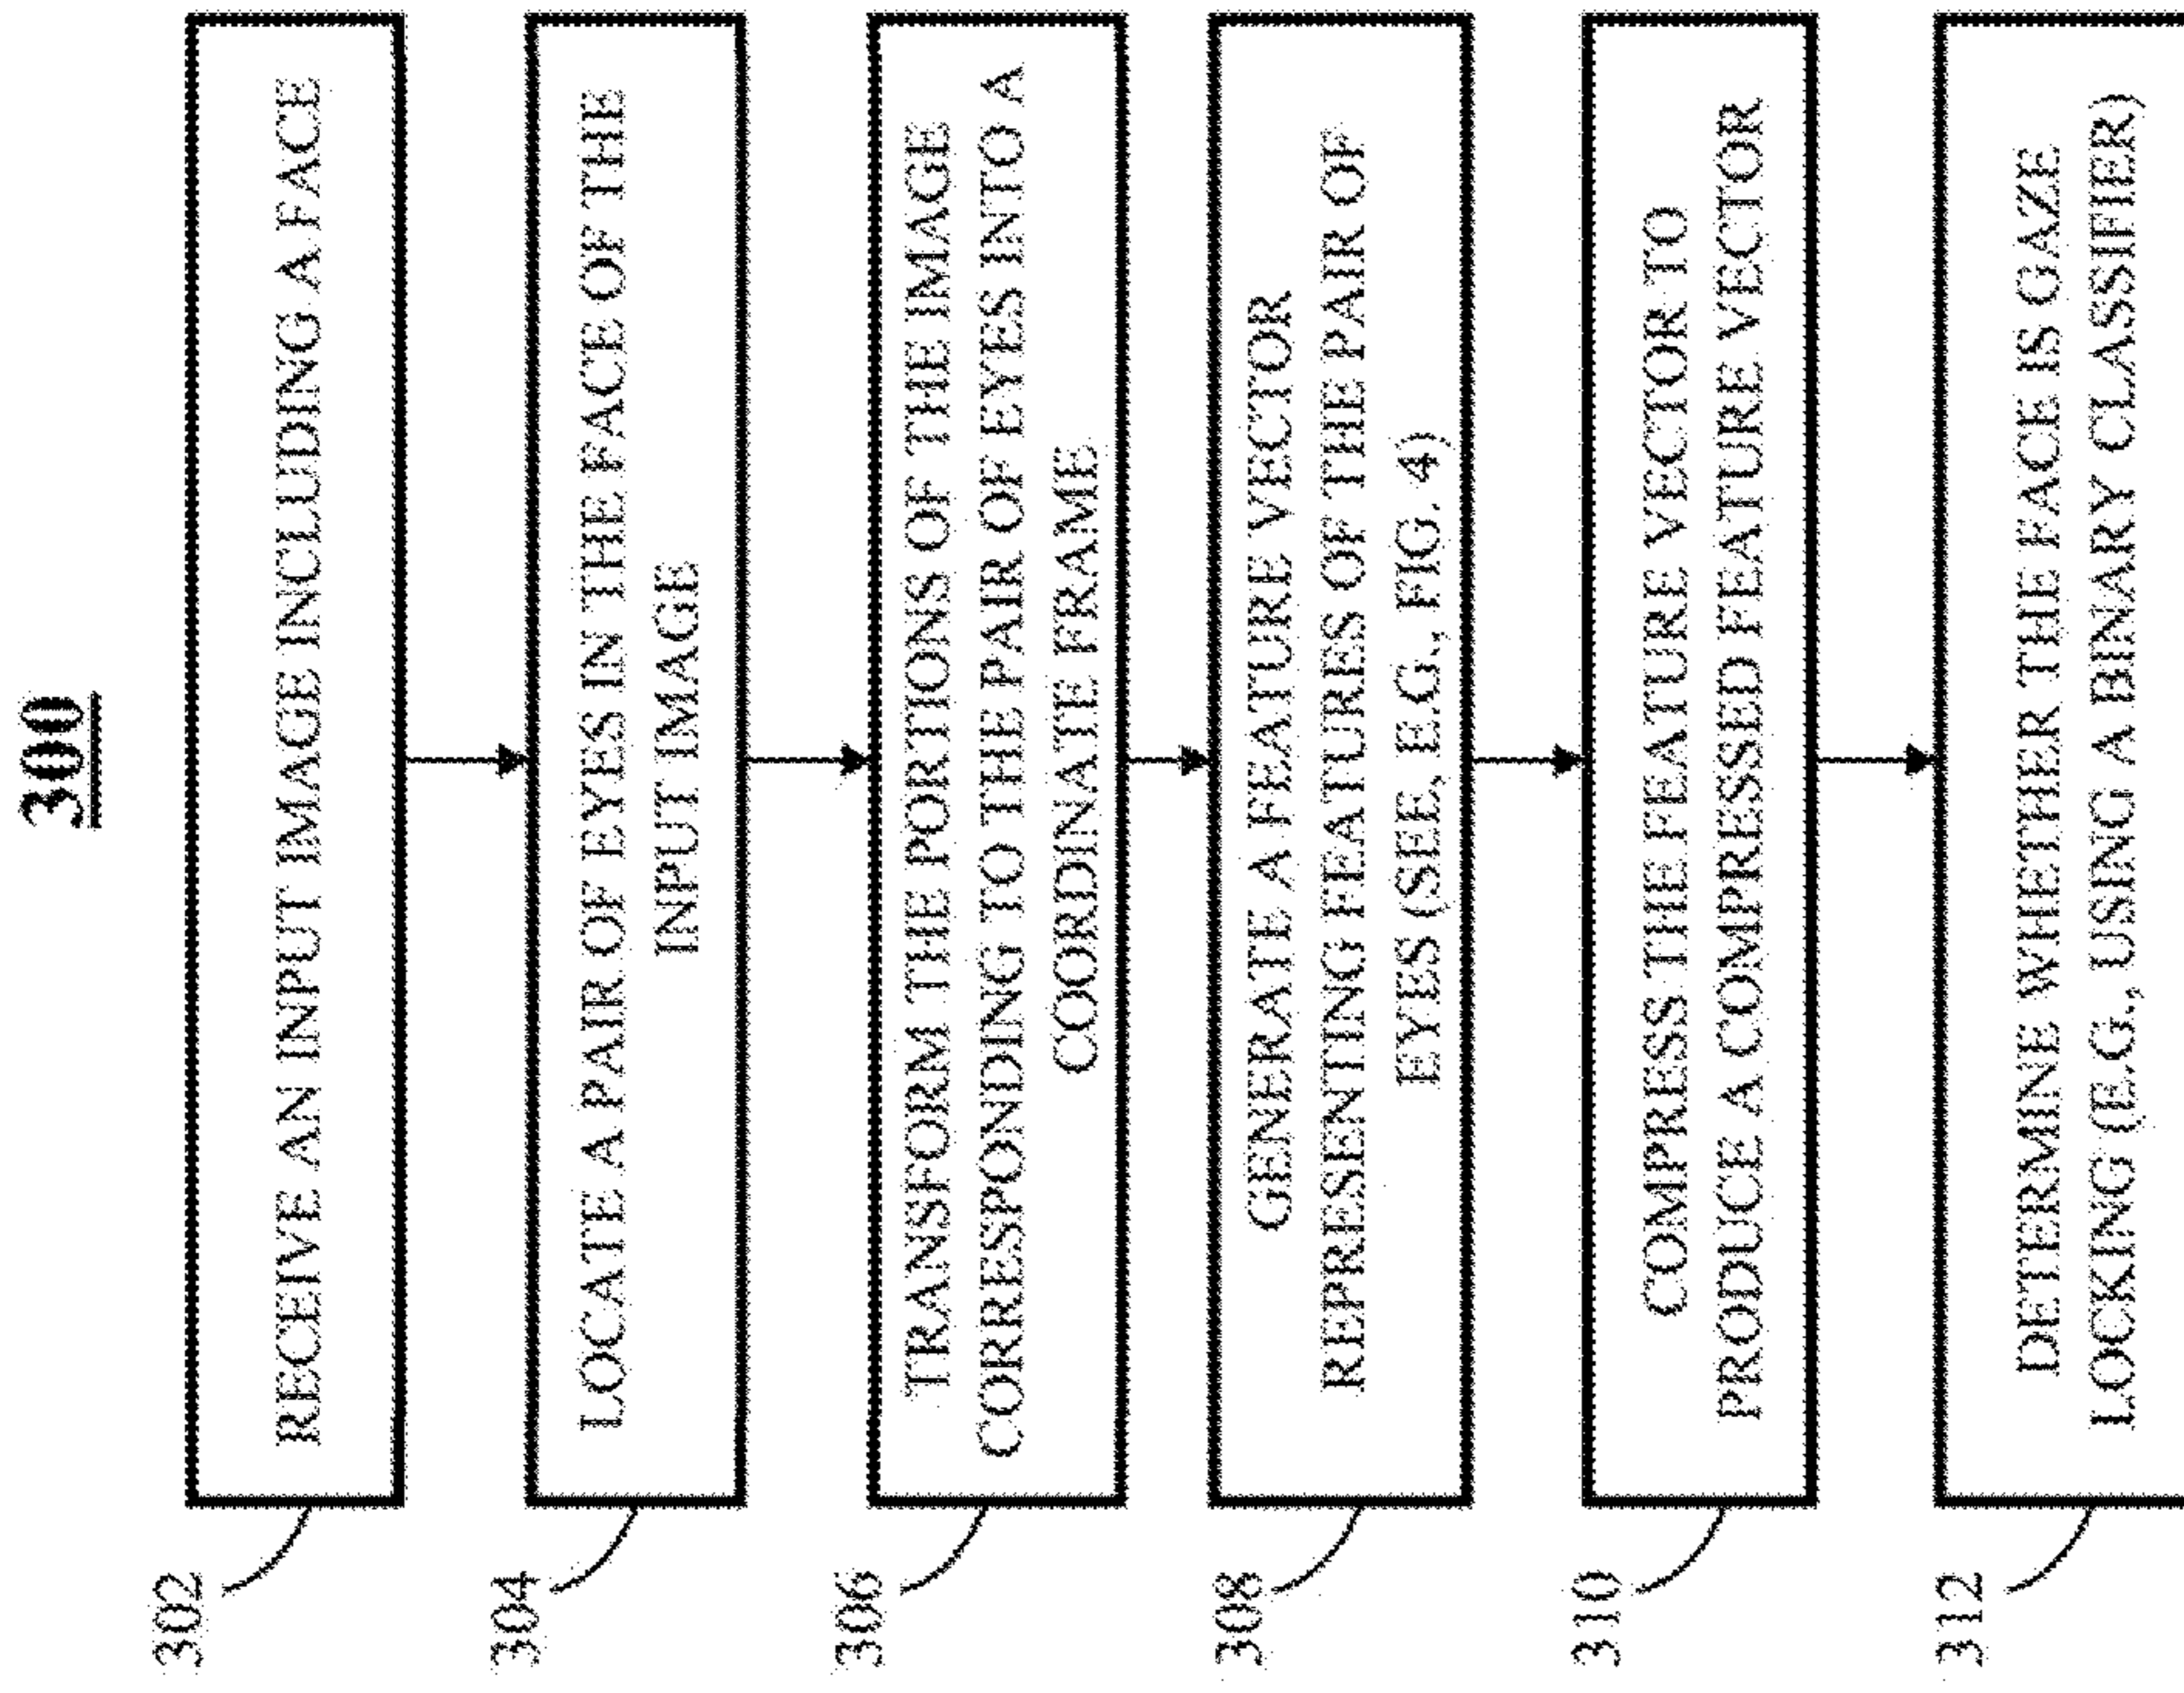 300
302
RECEIVE AN INPUT IMAGE INCLUDING A FACE
304
LOCATE A PAIR OF EYES IN THE FACE OF THE
INPUT IMAGE
306
TRANSFORM THE PORTIONS OF THE IMAGE
CORRESPONDING TO THE PAIR OF EYES INTO A
COORDINATE FRAME
308
GENERATE A FEATURE VECTOR
REPRESENTING FEATURES OF THE PAIR OF
EYES (SEE, E.G., FIG. 4)
310
COMPRESS THE FEATURE VECTOR TO
PRODUCE A COMPRESSED FEATURE VECTOR
312
DETERMINE WHETHER THE FACE IS GAZE
LOCKING (E.G., USING A BINARY CLASSIFIER)